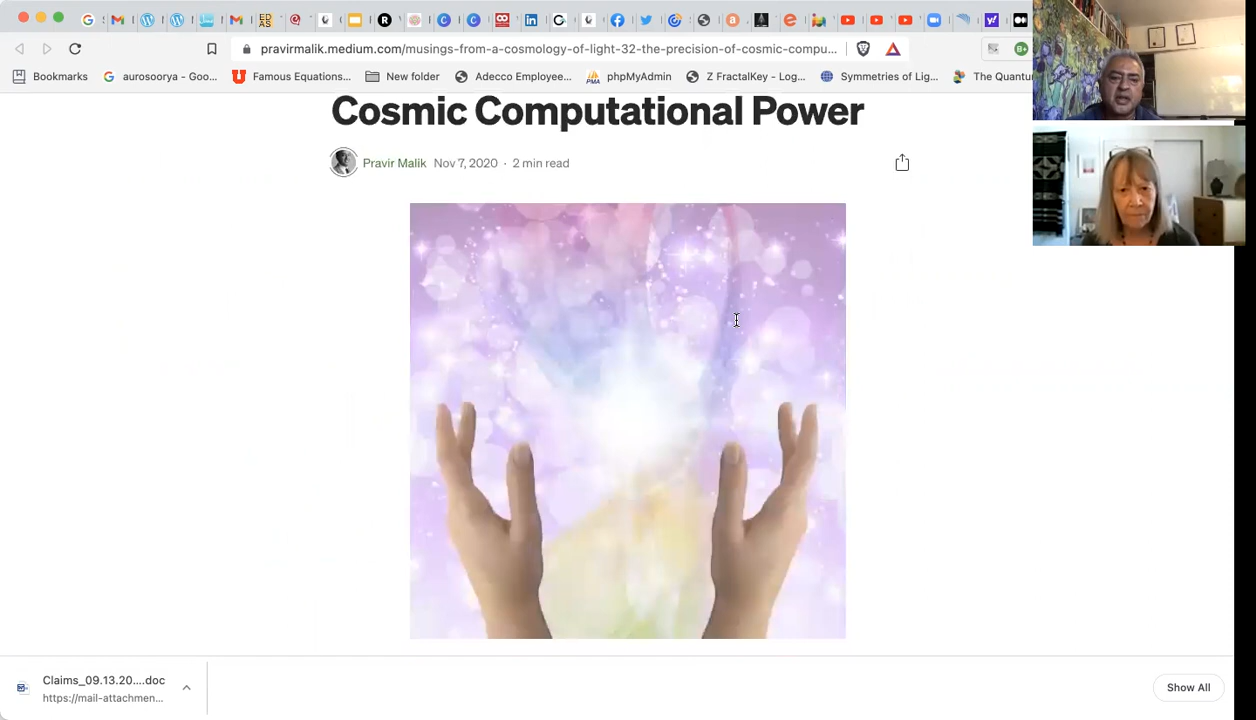 pravirmalik.medium.com/musings-from-a-cosmology-of-light-32-the-precision-of-cosmic-compu...
Bookmarks
aurosoorya - Goo...
Famous Equations...
New folder
Adecco Employee...
phpMyAdmin
Z FractalKey - Log...
Symmetries of Lig...
The Quantu
Cosmic Computational Power
Pravir Malik Nov 7, 2020 · 2 min read
Claims_09.13.20....doc
https://mail-attachmen...
Show All